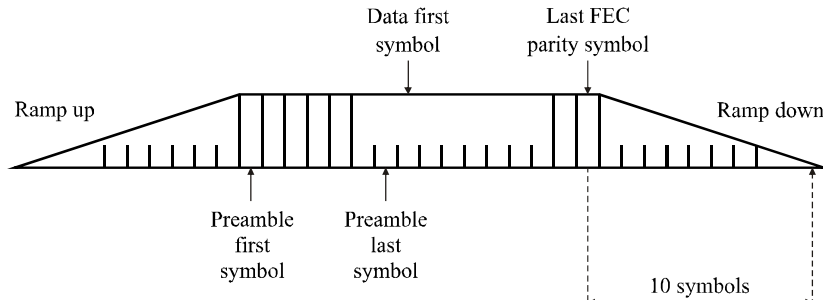 Data first
symbol
Last FEC
parity symbol
Ramp up
Ramp down
Preamble
first
symbol
Preamble
last
symbol
10 symbols